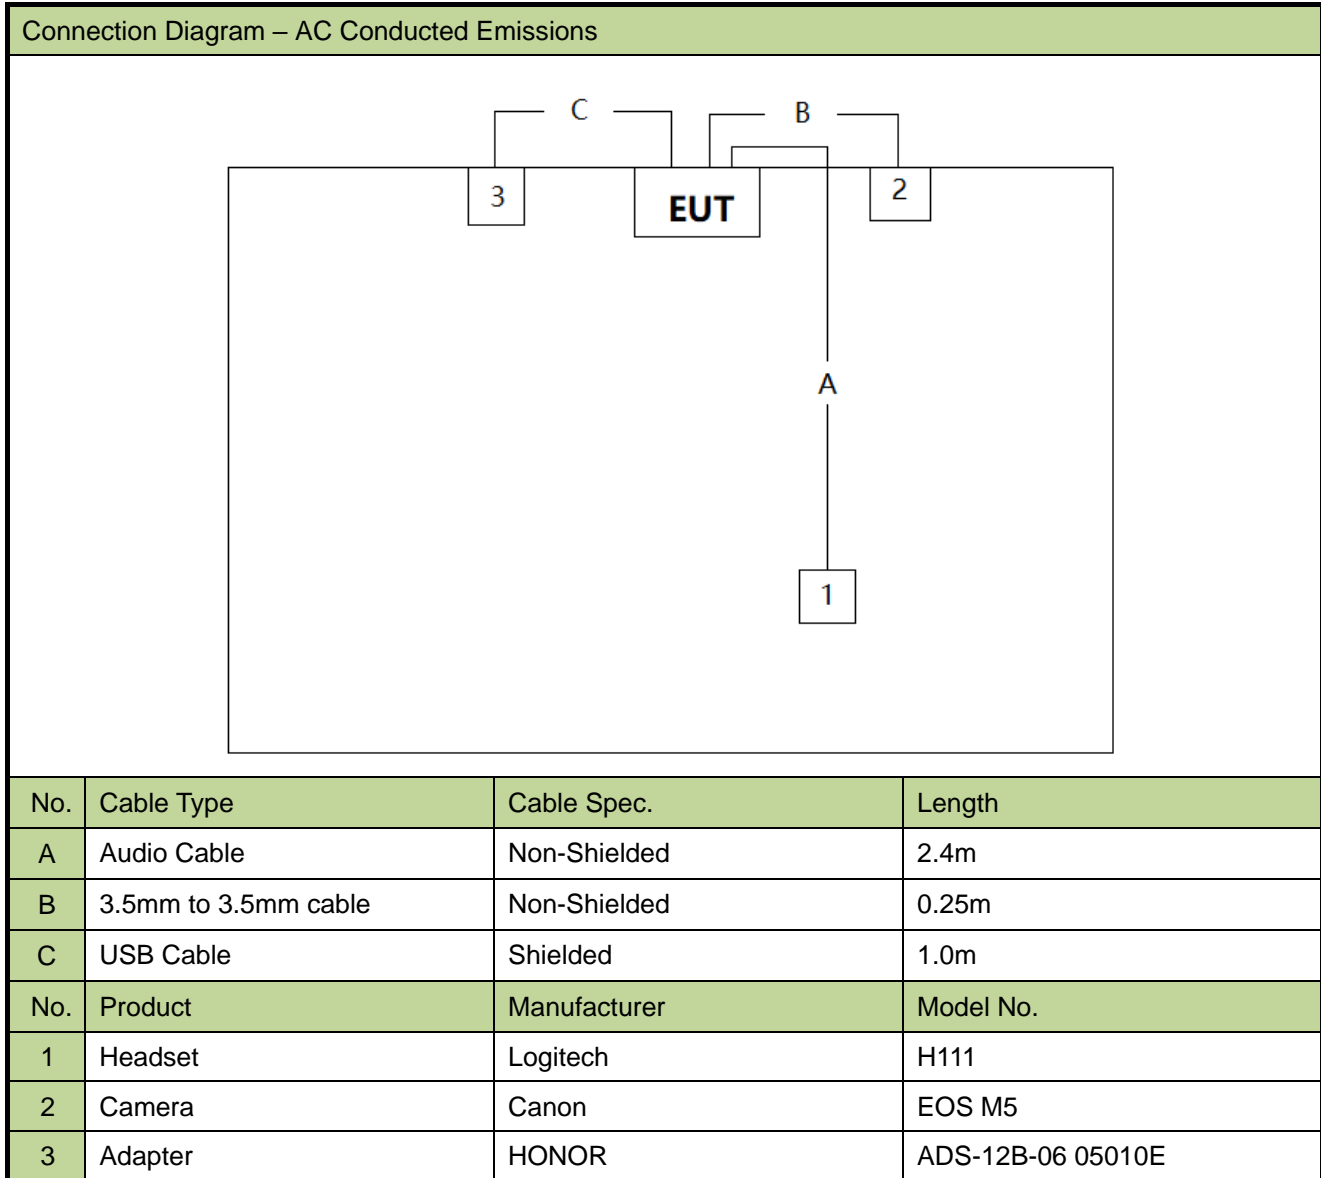 Connection Diagram – AC Conducted Emissions
C
B
3
EUT
2
A
1
No. Cable Type Cable Spec. Length
A Audio Cable Non-Shielded 2.4m
B 3.5mm to 3.5mm cable Non-Shielded 0.25m
C USB Cable Shielded 1.0m
No. Product Manufacturer Model No.
1 Headset Logitech H111
2 Camera Canon EOS M5
3 Adapter HONOR ADS-12B-06 05010E